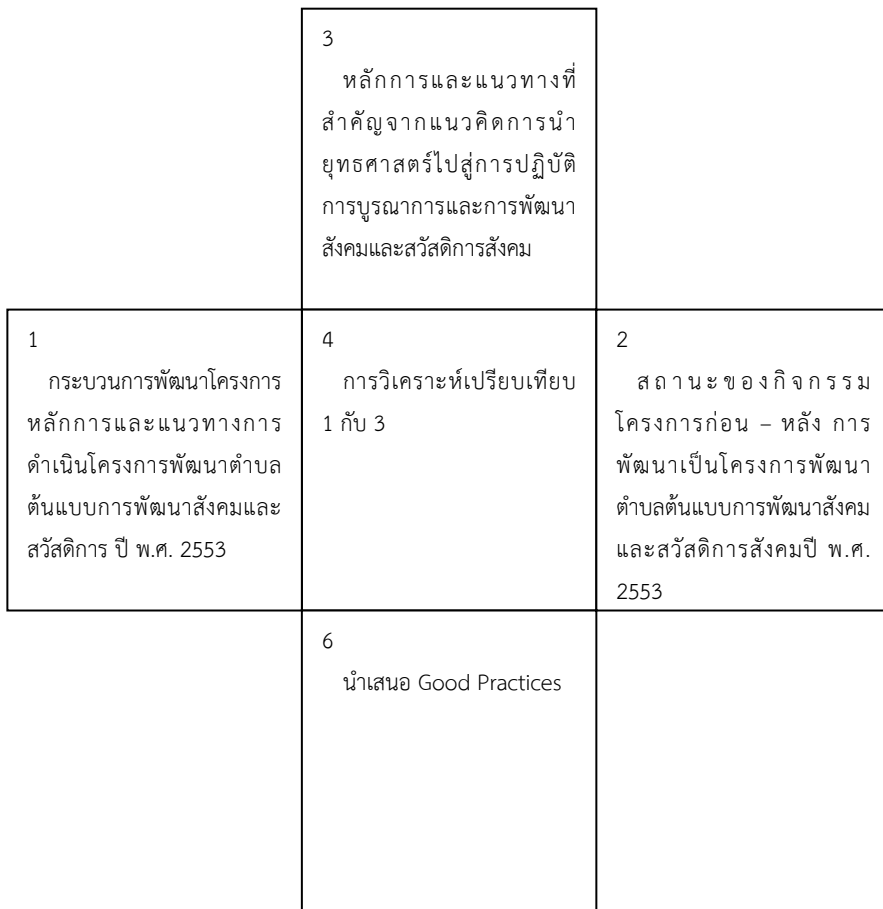 3
หลักการและแนวทางที่
สำคัญจากแนวคิดการนำ
ยุทธศาสตร์ไปสู่การปฏิบัติ
การบูรณาการและการพัฒนา
สังคมและสวัสดิการสังคม
1
กระบวนการพัฒนาโครงการ
หลักการและแนวทางการ
ดำเนินโครงการพัฒนาตำบล
ต้นแบบการพัฒนาสังคมและ
สวัสดิการ ปี พ.ศ. 2553
4
การวิเคราะห์เปรียบเทียบ
1 กับ 3
2
สถานะของกิจกรรม
โครงการก่อน – หลัง การ
พัฒนาเป็นโครงการพัฒนา
ตำบลต้นแบบการพัฒนาสังคม
และสวัสดิการสังคมปี พ.ศ.
2553
6
นำเสนอ Good Practices